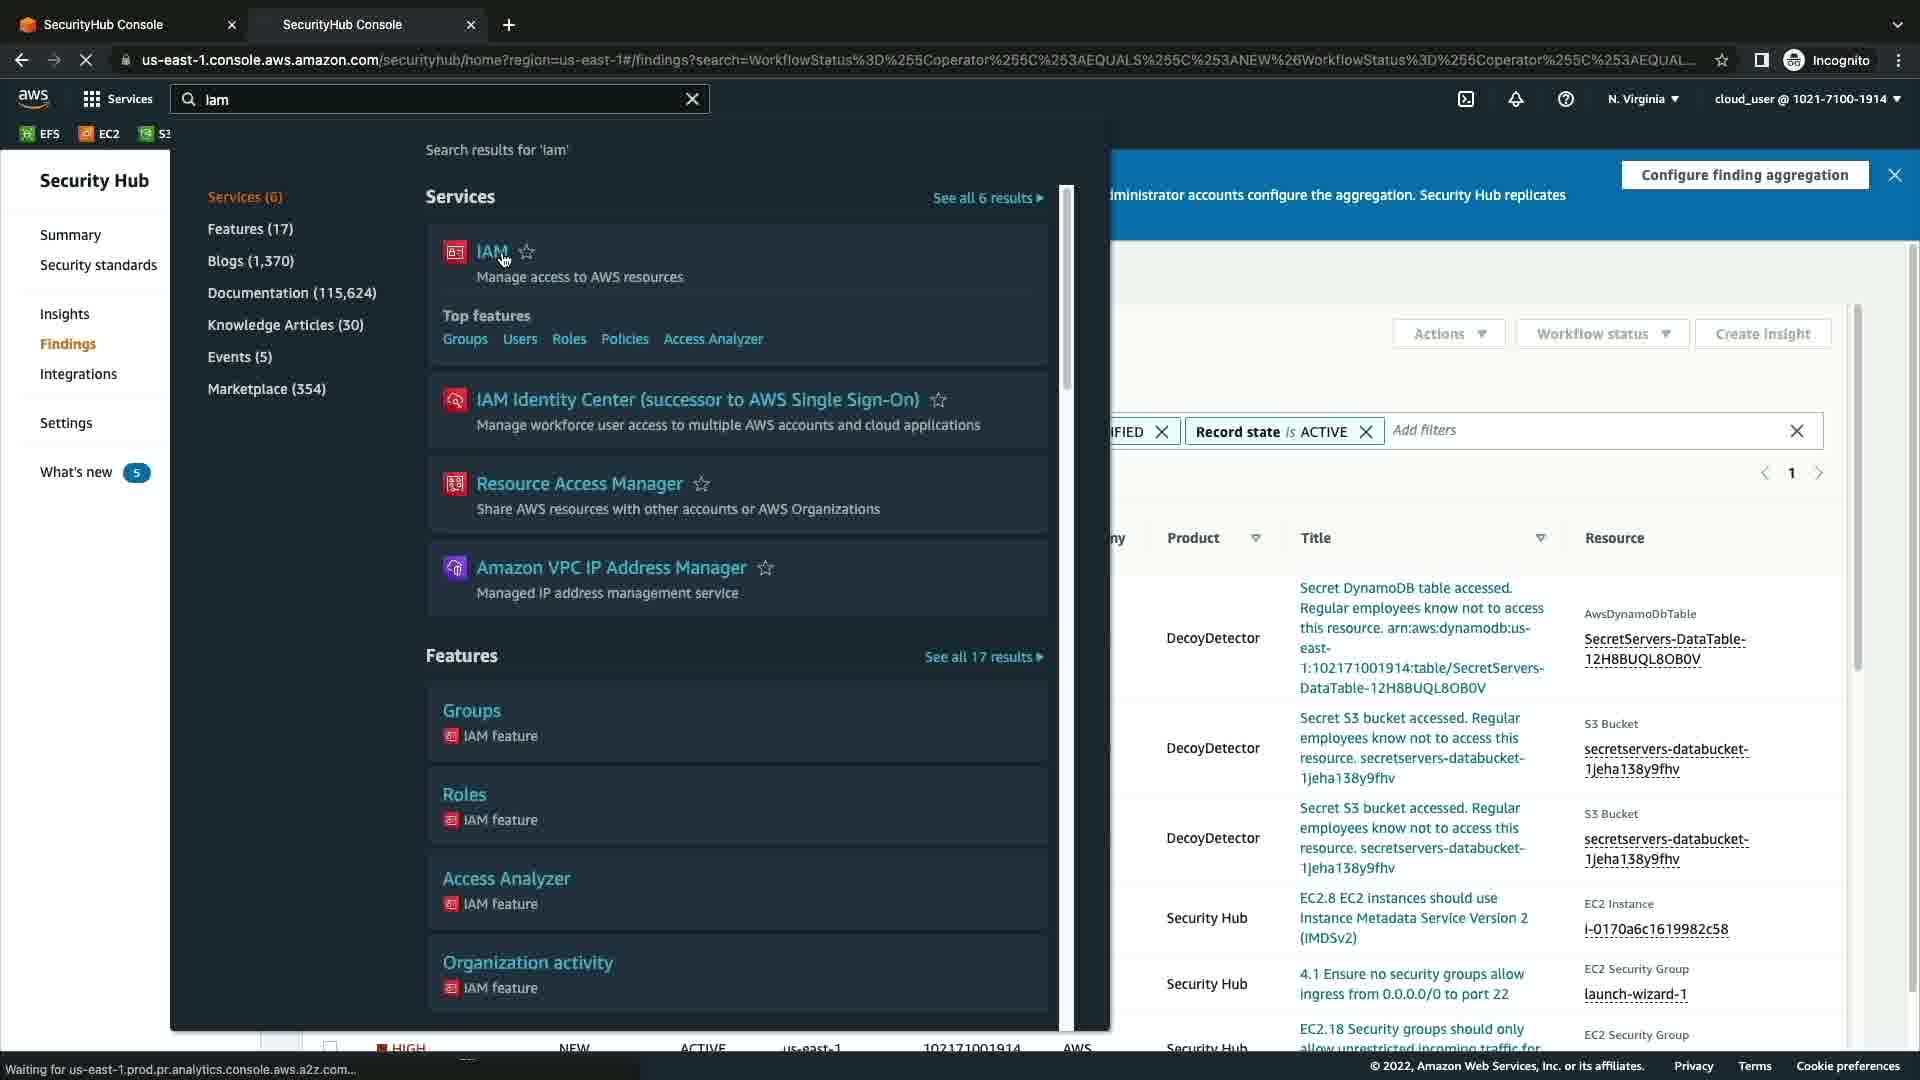 SecurityHub Console
SecurityHub Console
us-east-1.console.aws.amazon.com/securityhub/home?region=us-east-1#/findings?search=WorkflowStatus%3D%255Coperator%255C%253AEQUALS%255C%253ANEW%26WorkflowStatus%3D%255Coperator%255C%253AEQUAL...
Incognito
aws
Services
iam
N. Virginia
cloud_user @ 1021-7100-1914
EFS
EC2
S3
Search results for 'iam'
Security Hub
Summary
Security standards
Insights
Findings
Integrations
Settings
What's new 5
Services (6)
Features (17)
Blogs (1,370)
Documentation (115,624)
Knowledge Articles (30)
Events (5)
Marketplace (354)
Services
See all 6 results
IAM
Manage access to AWS resources
Top features
Groups Users Roles Policies Access Analyzer
IAM Identity Center (successor to AWS Single Sign-On)
Manage workforce user access to multiple AWS accounts and cloud applications
Resource Access Manager
Share AWS resources with other accounts or AWS Organizations
Amazon VPC IP Address Manager
Managed IP address management service
Features
See all 17 results
Groups
IAM feature
Roles
IAM feature
Access Analyzer
IAM feature
Organization activity
IAM feature
Configure finding aggregation
ministrator accounts configure the aggregation. Security Hub replicates
Actions
Workflow status
Create insight
IFIED
Record state is ACTIVE
Add filters
1
ny
Product
Title
Resource
DecoyDetector
Secret DynamoDB table accessed.
Regular employees know not to access
this resource. arn:aws:dynamodb:us-
east-
1:102171001914:table/SecretServers-
DataTable-12H8BUQL8OB0V
AwsDynamoDbTable
SecretServers-DataTable-
12H8BUQL8OB0V
DecoyDetector
Secret S3 bucket accessed. Regular
employees know not to access this
resource. secretservers-databucket-
1jeha138y9fhv
S3 Bucket
secretservers-databucket-
1jeha138y9fhv
DecoyDetector
Secret S3 bucket accessed. Regular
employees know not to access this
resource. secretservers-databucket-
1jeha138y9fhv
S3 Bucket
secretservers-databucket-
1jeha138y9fhv
Security Hub
EC2.8 EC2 instances should use
Instance Metadata Service Version 2
(IMDSv2)
EC2 Instance
i-0170a6c1619982c58
Security Hub
4.1 Ensure no security groups allow
ingress from 0.0.0.0/0 to port 22
EC2 Security Group
launch-wizard-1
EC2.18 Security groups should only
allow unrestricted incoming traffic for
EC2 Security Group
HIGH
NEW
ACTIVE
us-east-1
102171001914
AWS
Security Hub
Waiting for us-east-1.prod.pr.analytics.console.aws.a2z.com...
© 2022, Amazon Web Services, Inc. or its affiliates.
Privacy
Terms
Cookie preferences